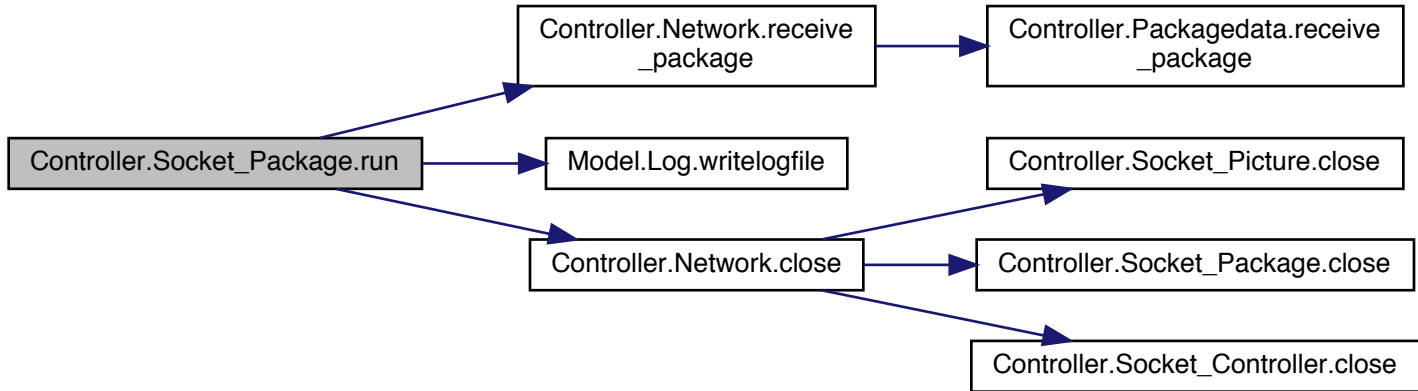 Controller.Network.receive
_package
Controller.Packagedata.receive
_package
Controller.Socket_Package.run
Model.Log.writelogfile
Controller.Socket_Picture.close
Controller.Network.close
Controller.Socket_Package.close
Controller.Socket_Controller.close